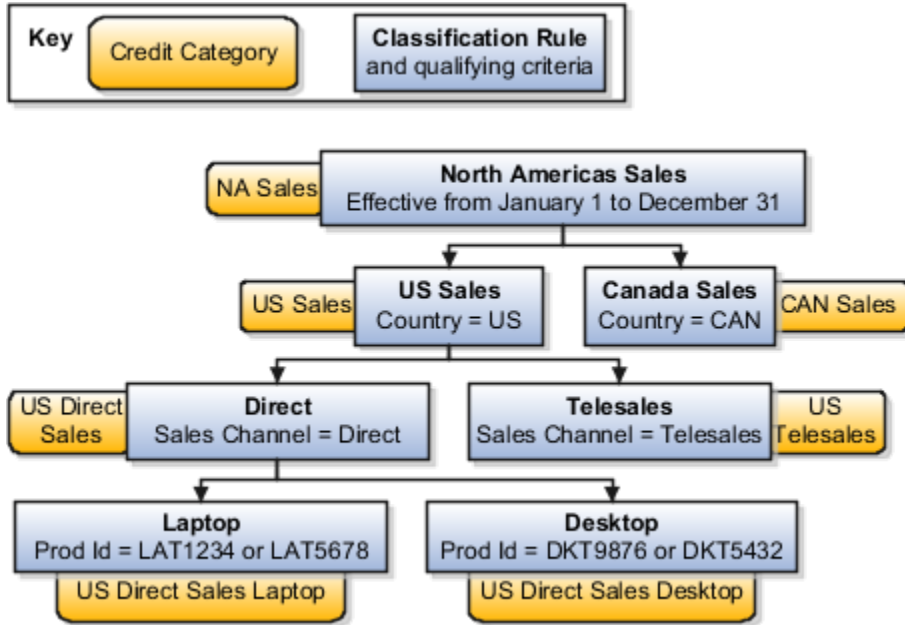 Key
Credit Category
Classification Rule
and qualifying criteria
NA Sales
North Americas Sales
Effective from January 1 to December 31
US Sales
US Sales
Country = US
Canada Sales
Country = CAN
CAN Sales
US Direct
Sales
Direct
Sales Channel = Direct
Telesales
Sales Channel = Telesales
US
Telesales
Laptop
Prod Id = LAT1234 or LAT5678
US Direct Sales Laptop
Desktop
Prod Id = DKT9876 or DKT5432
US Direct Sales Desktop